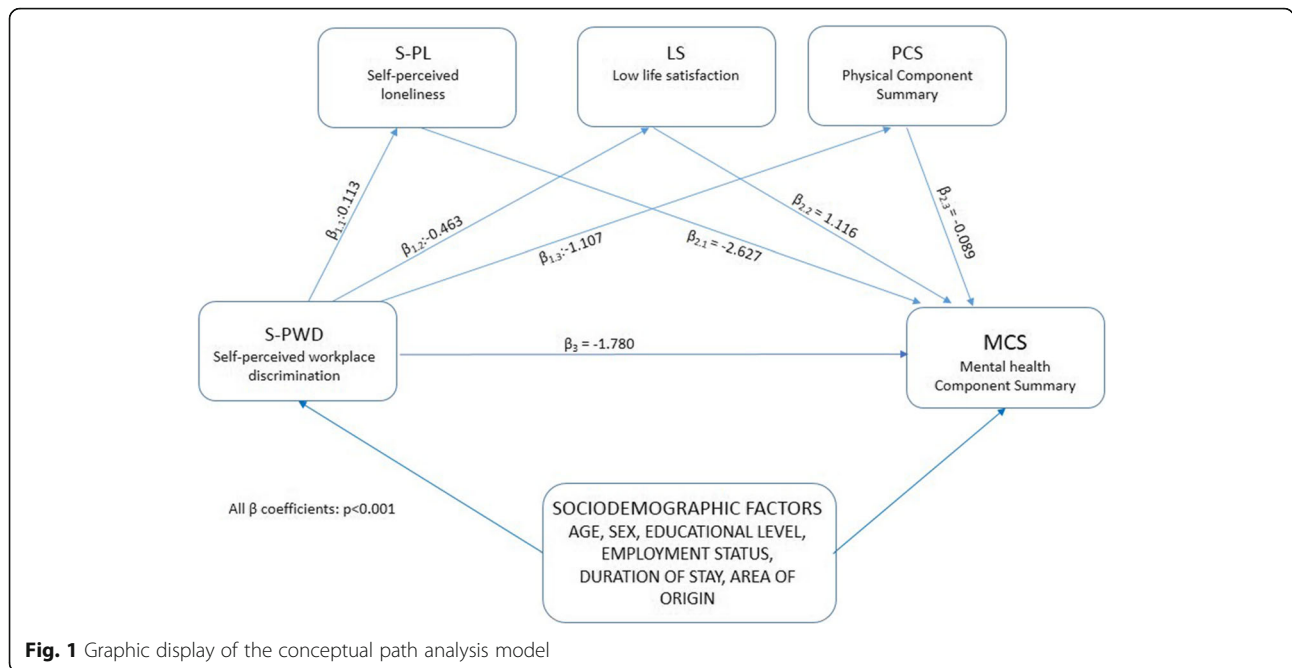 S-PL
Self-perceived
loneliness
LS
Low life satisfaction
PCS
Physical Component
Summary
β1.1:0.113
β1.2:-0.463
β1.3:-1.107
β2.1 = -2.627
β2.2 = 1.116
β2.3 = -0.089
S-PWD
Self-perceived workplace
discrimination
β3 = -1.780
MCS
Mental health
Component Summary
All β coefficients: p<0.001
SOCIODEMOGRAPHIC FACTORS
AGE, SEX, EDUCATIONAL LEVEL,
EMPLOYMENT STATUS,
DURATION OF STAY, AREA OF
ORIGIN
Fig. 1 Graphic display of the conceptual path analysis model